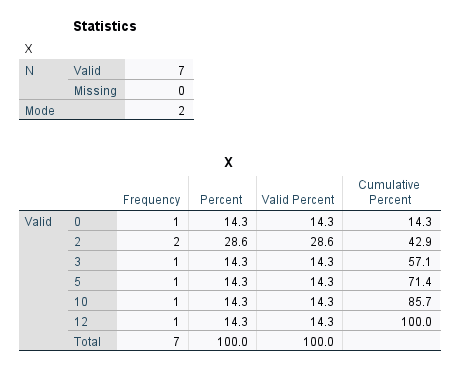 Statistics
X
N Valid 7
Missing 0
Mode 2
X
Frequency Percent Valid Percent Cumulative Percent
Valid 0 1 14.3 14.3 14.3
2 2 28.6 28.6 42.9
3 1 14.3 14.3 57.1
5 1 14.3 14.3 71.4
10 1 14.3 14.3 85.7
12 1 14.3 14.3 100.0
Total 7 100.0 100.0